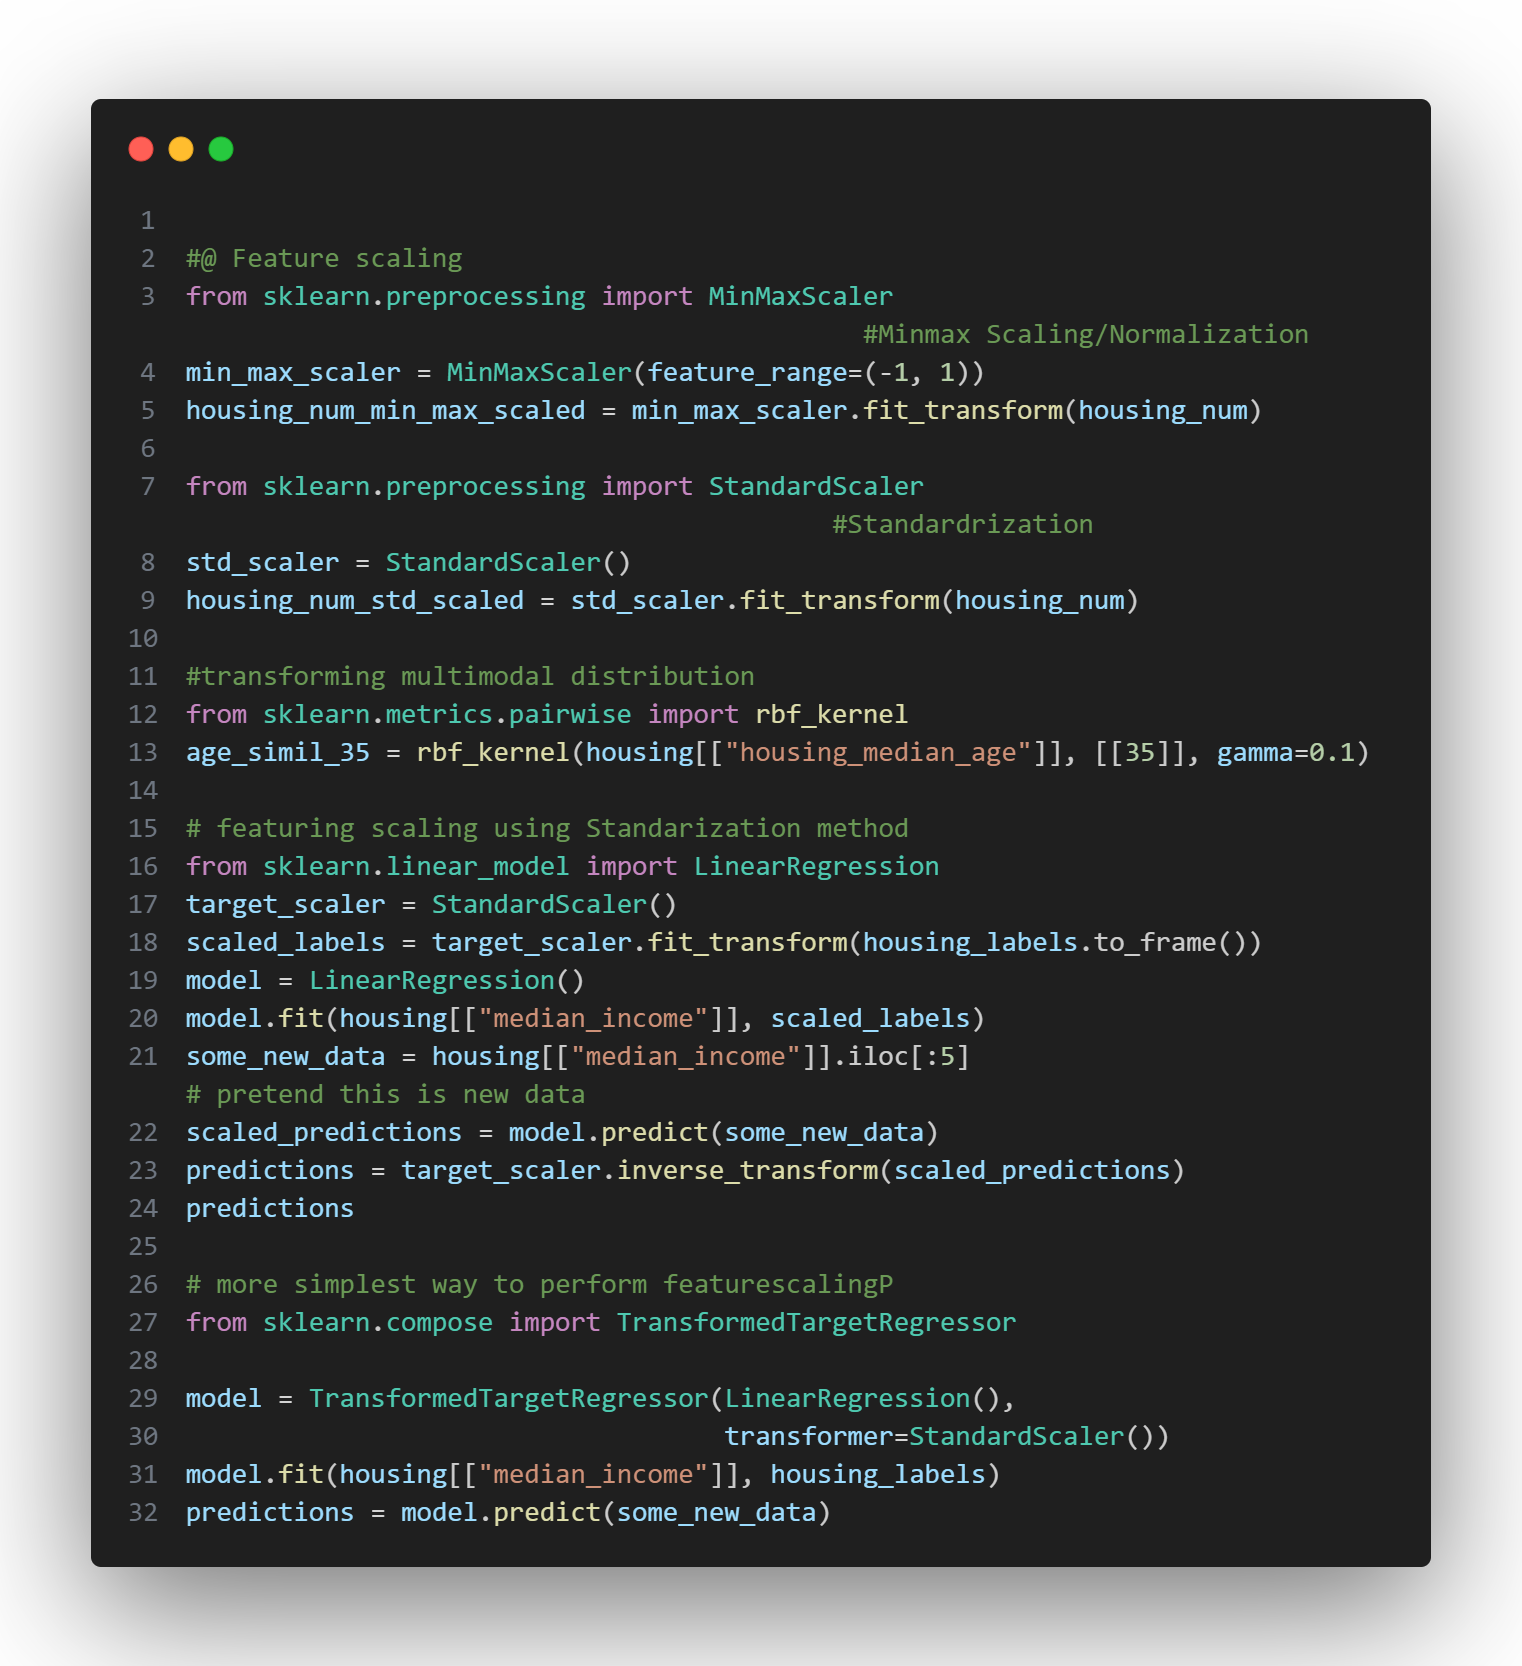 1
2 #@ Feature scaling
3 from sklearn.preprocessing import MinMaxScaler
#Minmax Scaling/Normalization
4 min_max_scaler = MinMaxScaler(feature_range=(-1, 1))
5 housing_num_min_max_scaled = min_max_scaler.fit_transform(housing_num)
6
7 from sklearn.preprocessing import StandardScaler
#Standardrization
8 std_scaler = StandardScaler()
9 housing_num_std_scaled = std_scaler.fit_transform(housing_num)
10
11 #transforming multimodal distribution
12 from sklearn.metrics.pairwise import rbf_kernel
13 age_simil_35 = rbf_kernel(housing[["housing_median_age"]], [[35]], gamma=0.1)
14
15 # featuring scaling using Standarization method
16 from sklearn.linear_model import LinearRegression
17 target_scaler = StandardScaler()
18 scaled_labels = target_scaler.fit_transform(housing_labels.to_frame())
19 model = LinearRegression()
20 model.fit(housing[["median_income"]], scaled_labels)
21 some_new_data = housing[["median_income"]].iloc[:5]
# pretend this is new data
22 scaled_predictions = model.predict(some_new_data)
23 predictions = target_scaler.inverse_transform(scaled_predictions)
24 predictions
25
26 # more simplest way to perform featurescalingP
27 from sklearn.compose import TransformedTargetRegressor
28
29 model = TransformedTargetRegressor(LinearRegression(),
30 transformer=StandardScaler())
31 model.fit(housing[["median_income"]], housing_labels)
32 predictions = model.predict(some_new_data)